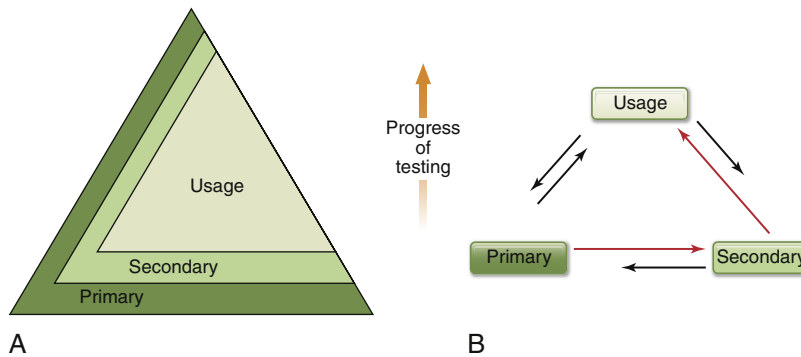 Usage
Secondary
Primary
A
Progress
of
testing
Usage
Primary
Secondary
B